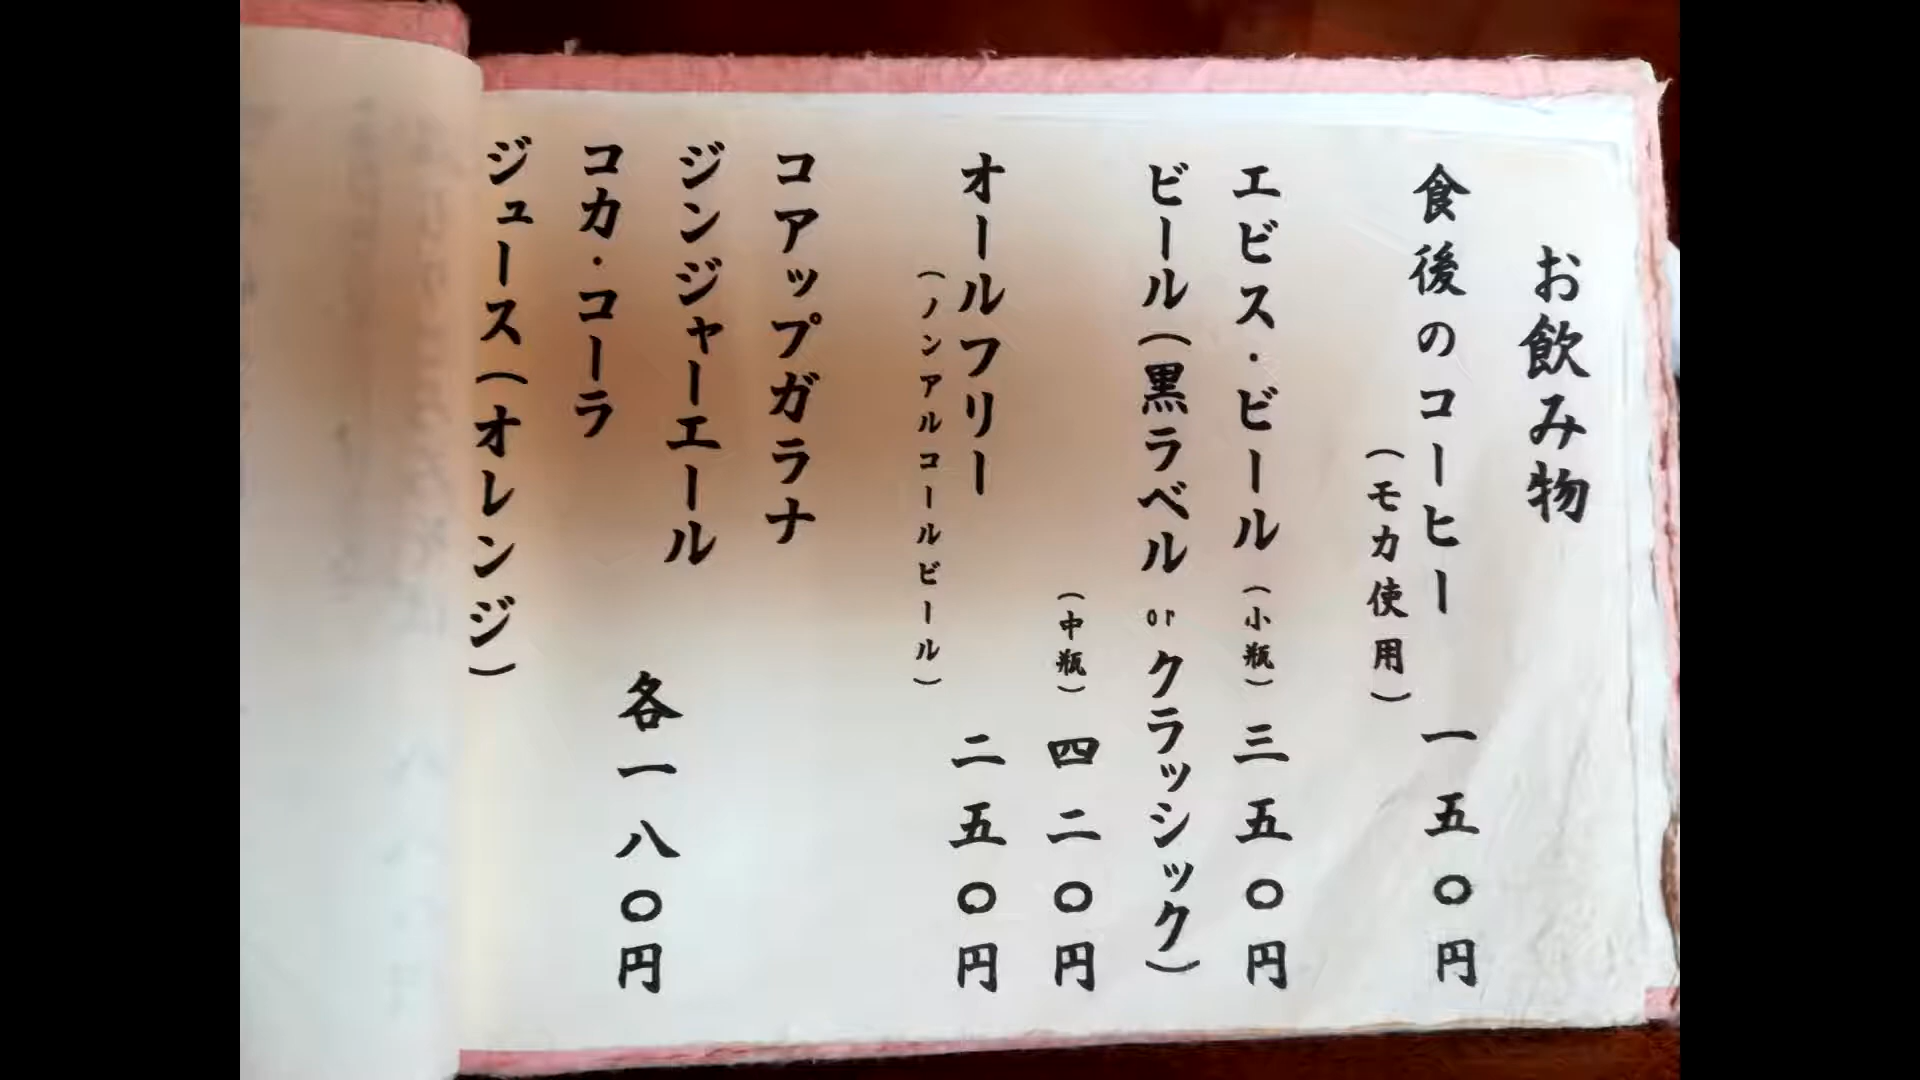 お飲み物
食後のコーヒー 一五〇円
（モカ使用）
エビス・ビール（小瓶）三五〇円
ビール（黒ラベル or クラッシック）
（中瓶）四二〇円
オールフリー 二五〇円
（ノンアルコールビール）
コアップガラナ
ジンジャーエール
各一八〇円
コカ・コーラ
ジュース（オレンジ）